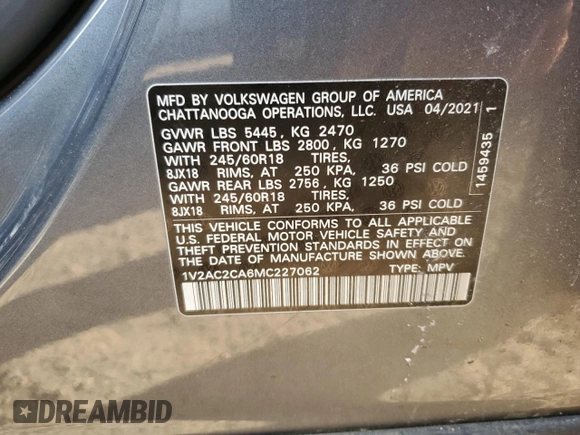 MFD BY VOLKSWAGEN GROUP OF AMERICA
CHATTANOOGA OPERATIONS, LLC. USA 04/2021
GVWR LBS 5445, KG 2470
GAWR FRONT LBS 2800, KG 1270
WITH 245/60R18 TIRES,
8JX18 RIMS, AT 250 KPA, 36 PSI COLD
GAWR REAR LBS 2756, KG 1250
WITH 245/60R18 TIRES,
8JX18 RIMS, AT 250 KPA, 36 PSI COLD
THIS VEHICLE CONFORMS TO ALL APPLICABLE
U.S. FEDERAL MOTOR VEHICLE SAFETY AND
THEFT PREVENTION STANDARDS IN EFFECT ON
THE DATE OF MANUFACTURE SHOWN ABOVE.
1V2AC2CA6MC227062 TYPE: MPV
1459435 1
DREAMBID